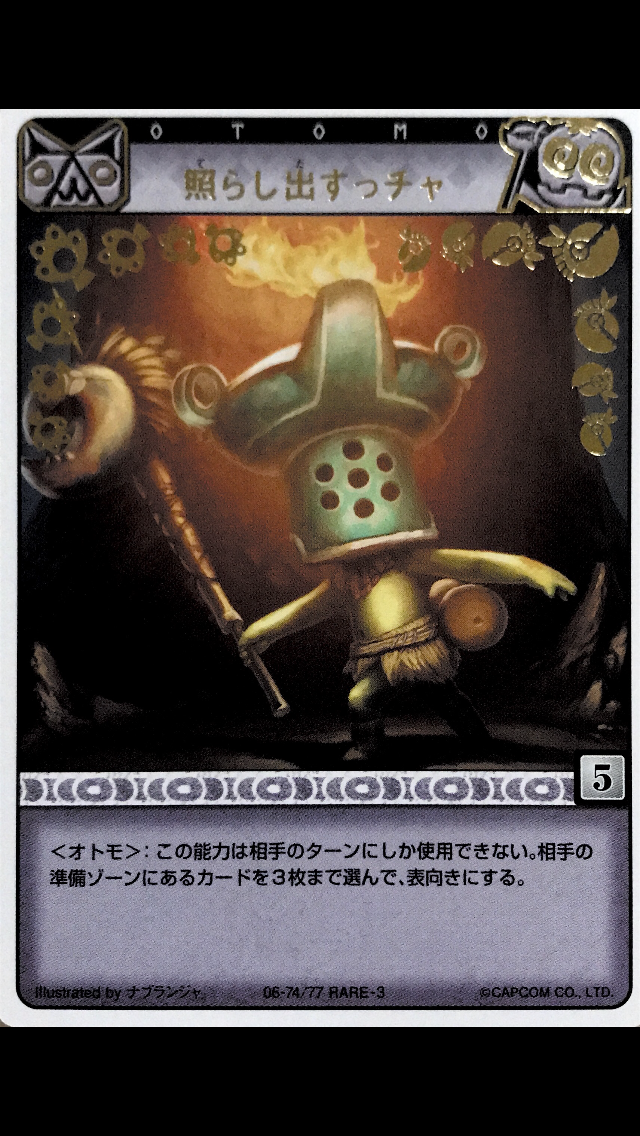 OTOMO
照らし出すっチャ
5
＜オトモ＞：この能力は相手のターンにしか使用できない。相手の
準備ゾーンにあるカードを３枚まで選んで、表向きにする。
Illustrated by ナブランジャ 06-74/77 RARE-3 ©CAPCOM CO., LTD.